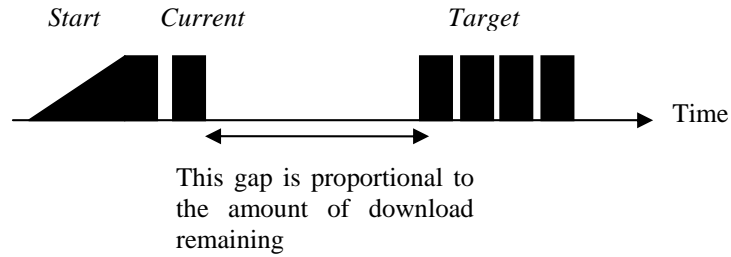 Start Current Target
Time
This gap is proportional to
the amount of download
remaining